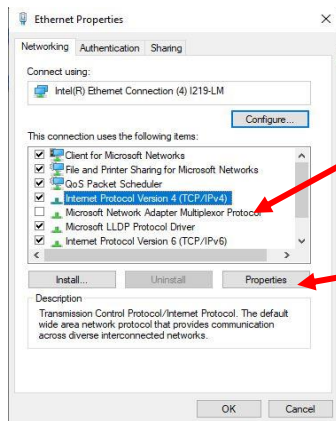 Ethernet Properties
Networking Authentication Sharing
Connect using:
Intel(R) Ethernet Connection (4) I219-LM
Configure...
This connection uses the following items:
Client for Microsoft Networks
File and Printer Sharing for Microsoft Networks
QoS Packet Scheduler
Internet Protocol Version 4 (TCP/IPv4)
Microsoft Network Adapter Multiplexor Protocol
Microsoft LLDP Protocol Driver
Internet Protocol Version 6 (TCP/IPv6)
Install... Uninstall Properties
Description
Transmission Control Protocol/Internet Protocol. The default
wide area network protocol that provides communication
across diverse interconnected networks.
OK Cancel